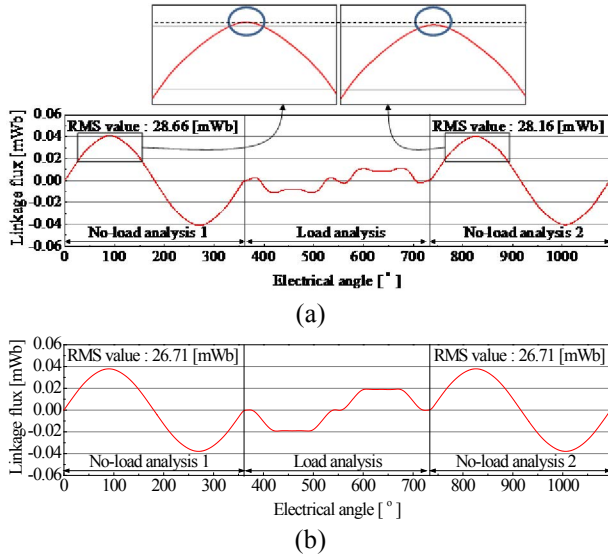 0.06
RMS value : 28.66 [mWb]
RMS value : 28.16 [mWb]
0.04
0.02
0.00
-0.02
-0.04
-0.06
Linkage flux [mWb]
No-load analysis 1
Load analysis
No-load analysis 2
0 100 200 300 400 500 600 700 800 900 1000
Electrical angle [ ° ]
(a)
0.06
RMS value : 26.71 [mWb]
RMS value : 26.71 [mWb]
0.04
0.02
0.00
-0.02
-0.04
-0.06
Linkage flux [mWb]
No-load analysis 1
Load analysis
No-load analysis 2
0 100 200 300 400 500 600 700 800 900 1000
Electrical angle [ ° ]
(b)